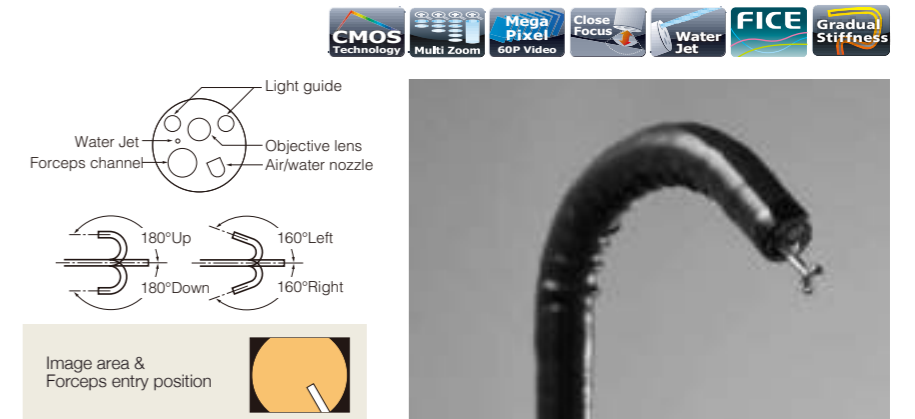 CMOS
Technology
Multi Zoom
Mega
Pixel
60P Video
Close
Focus
Water
Jet
FICE
Gradual
Stiffness
Light guide
Water Jet
Objective lens
Forceps channel
Air/water nozzle
180°Up
160°Left
180°Down
160°Right
Image area &
Forceps entry position